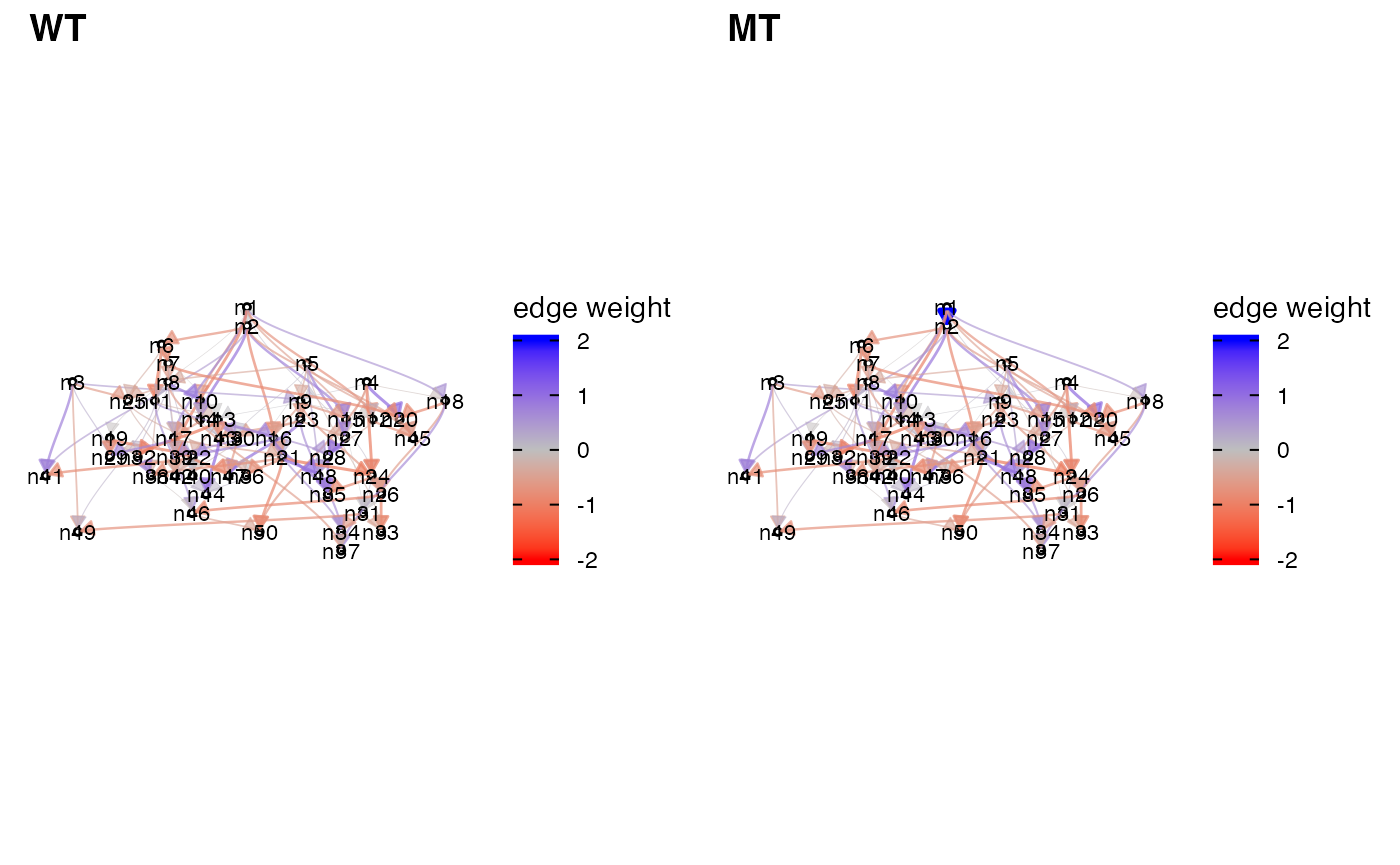 WT MT
edge weight edge weight
n1 n1
n2 n2
n6 n6
n7 n5 n7 n5
n8 n4 n8 n4
n25 n11 n10 n9 n18 n25 n11 n10 n9 n18
n14 n13 n23 n15 n12 n20 n14 n13 n23 n15 n12 n20
n19 n17 n43 n30 n16 n27 n45 n19 n17 n43 n30 n16 n27 n45
n29 n32 n39 n22 n21 n28 n29 n32 n39 n22 n21 n28
n41 n42 n40 n47 n36 n48 n24 n41 n42 n40 n47 n36 n48 n24
n44 n35 n26 n44 n35 n26
n46 n31 n46 n31
n49 n50 n34 n33 n49 n50 n34 n33
n37 n37
2 2
1 1
0 0
-1 -1
-2 -2